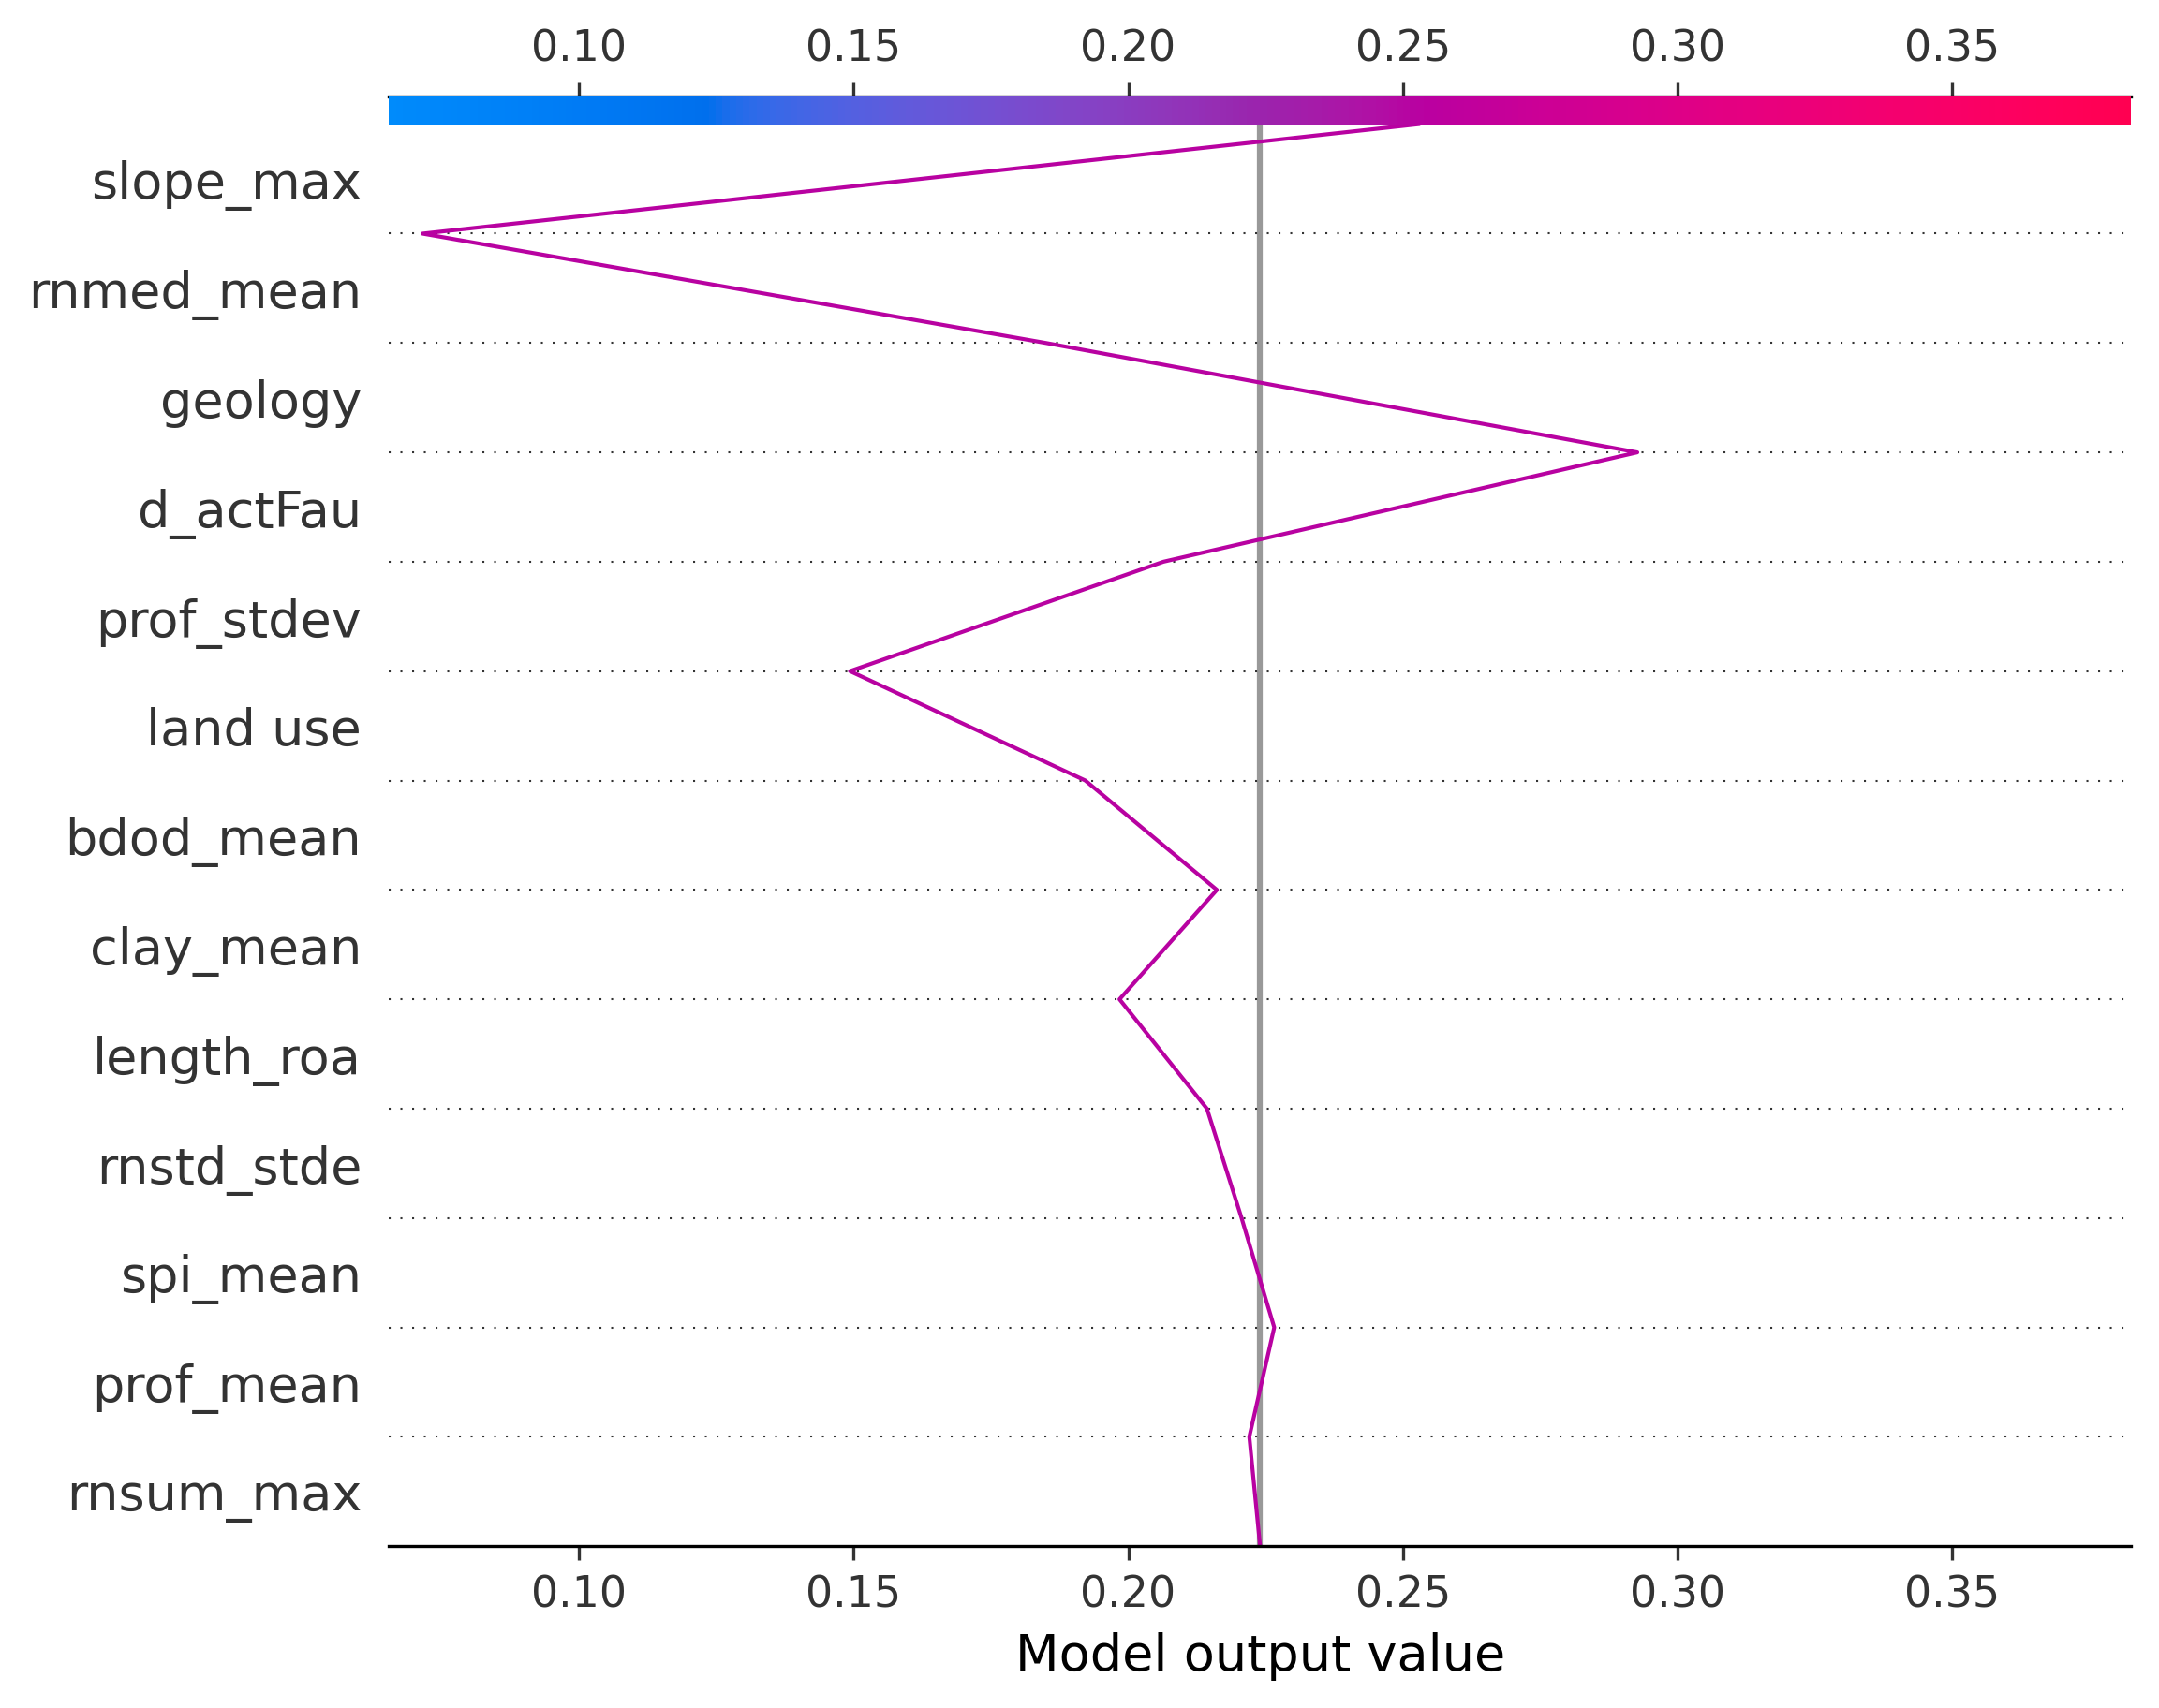 0.10 0.15 0.20 0.25 0.30 0.35
slope_max
rnmed_mean
geology
d_actFau
prof_stdev
land use
bdod_mean
clay_mean
length_roa
rnstd_stde
spi_mean
prof_mean
rnsum_max
0.10 0.15 0.20 0.25 0.30 0.35
Model output value